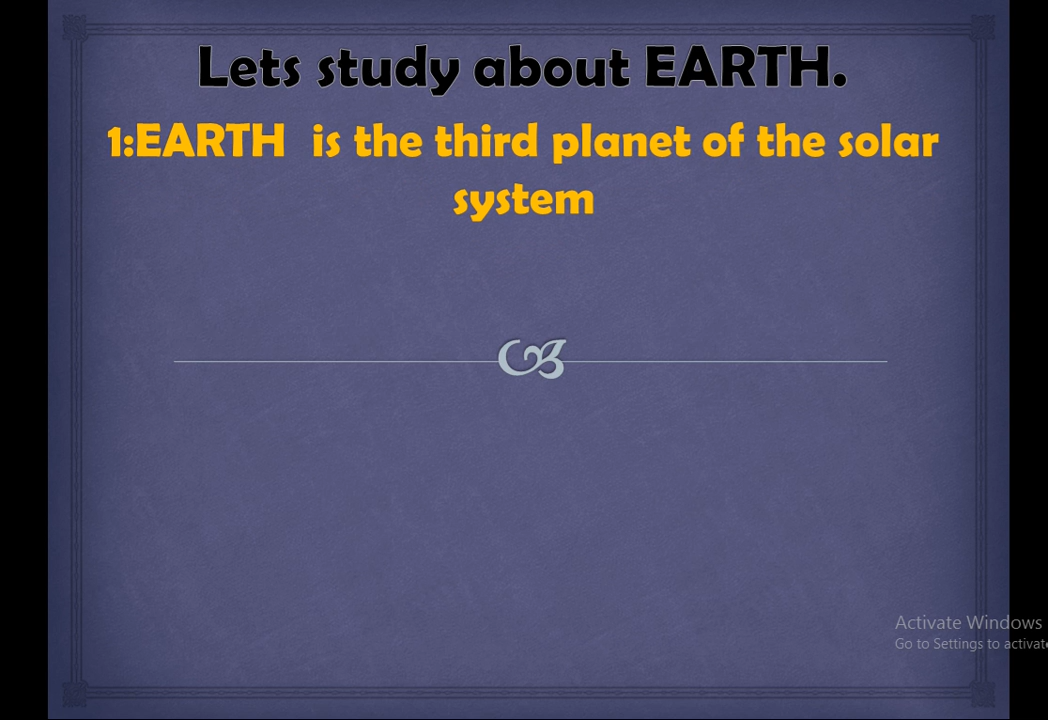 Lets study about EARTH.
1:EARTH is the third planet of the solar
system
Activate Windows
Go to Settings to activate